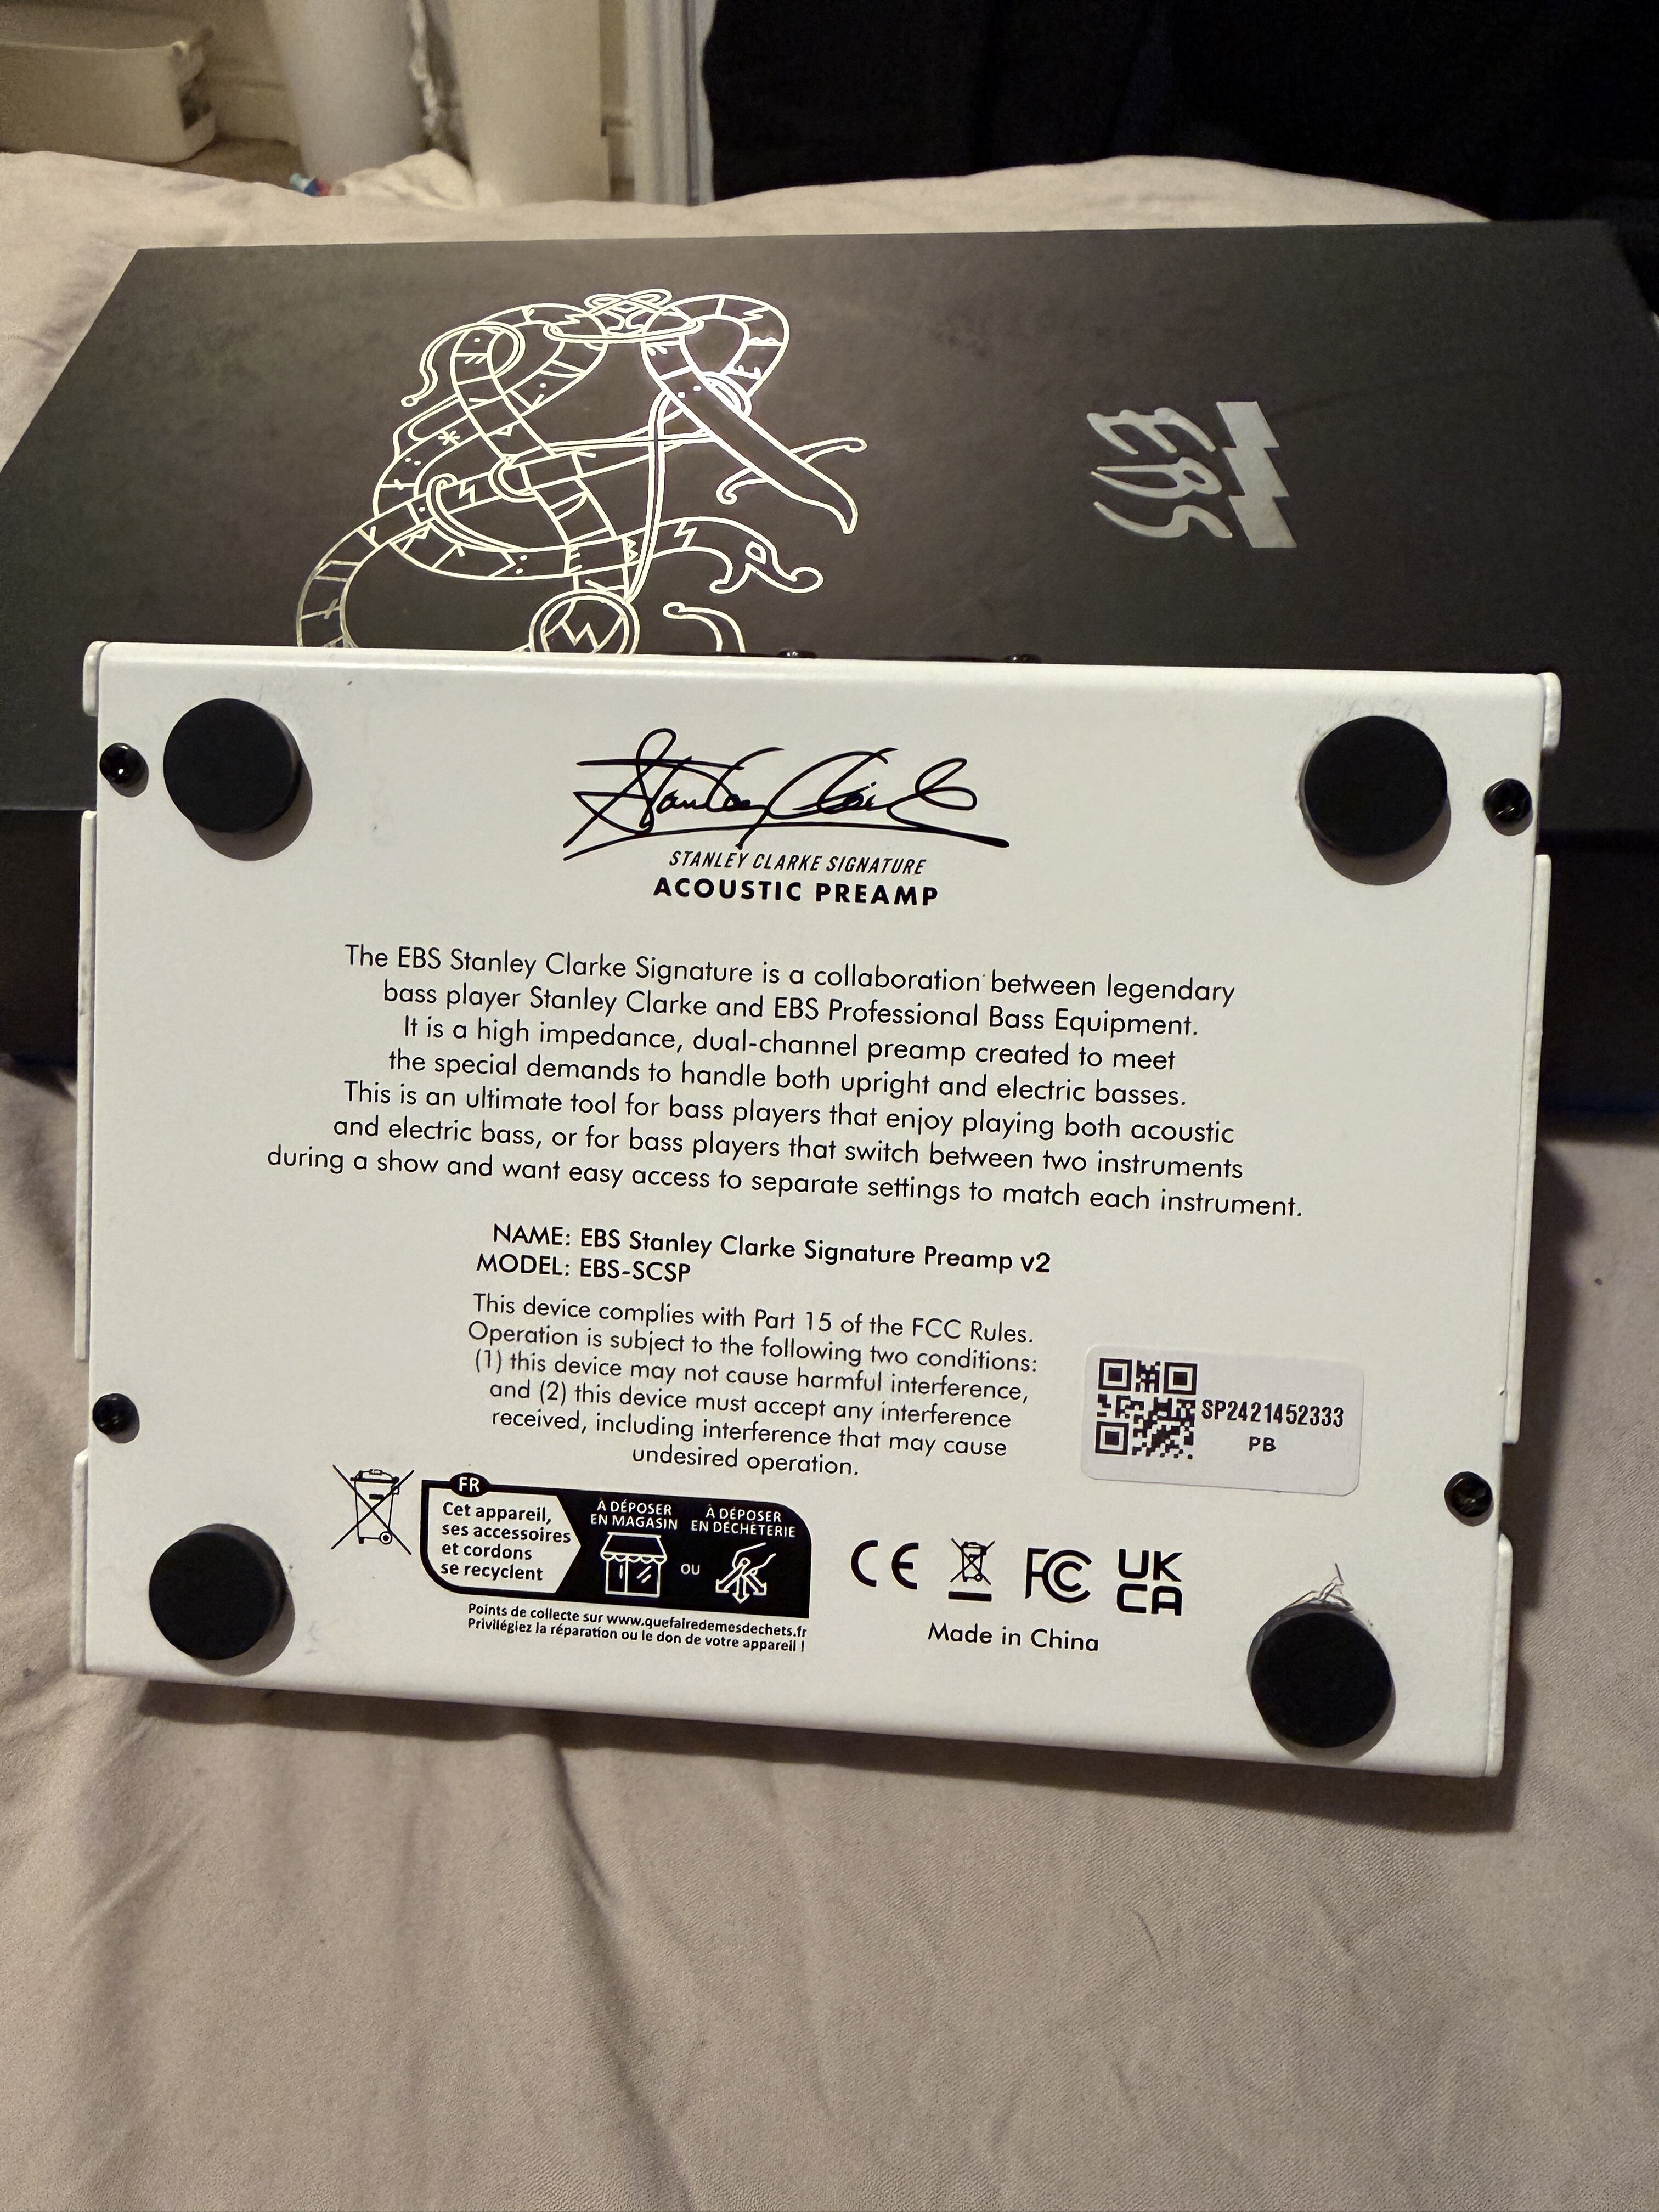 EBS
W
Stanley Clarke
STANLEY CLARKE SIGNATURE
ACOUSTIC PREAMP
The EBS Stanley Clarke Signature is a collaboration between legendary
bass player Stanley Clarke and EBS Professional Bass Equipment.
It is a high impedance, dual-channel preamp created to meet
the special demands to handle both upright and electric basses.
This is an ultimate tool for bass players that enjoy playing both acoustic
and electric bass, or for bass players that switch between two instruments
during a show and want easy access to separate settings to match each instrument.
NAME: EBS Stanley Clarke Signature Preamp v2
MODEL: EBS-SCSP
This device complies with Part 15 of the FCC Rules.
Operation is subject to the following two conditions:
(1) this device may not cause harmful interference,
and (2) this device must accept any interference
received, including interference that may cause
undesired operation.
SP2421452333
PB
FR
Cet appareil,
ses accessoires
et cordons
se recyclent
À DÉPOSER
EN MAGASIN
OU
À DÉPOSER
EN DÉCHÈTERIE
Points de collecte sur www.quefairedemesdechets.fr
Privilégiez la réparation ou le don de votre appareil !
CE
FC
UK
CA
Made in China